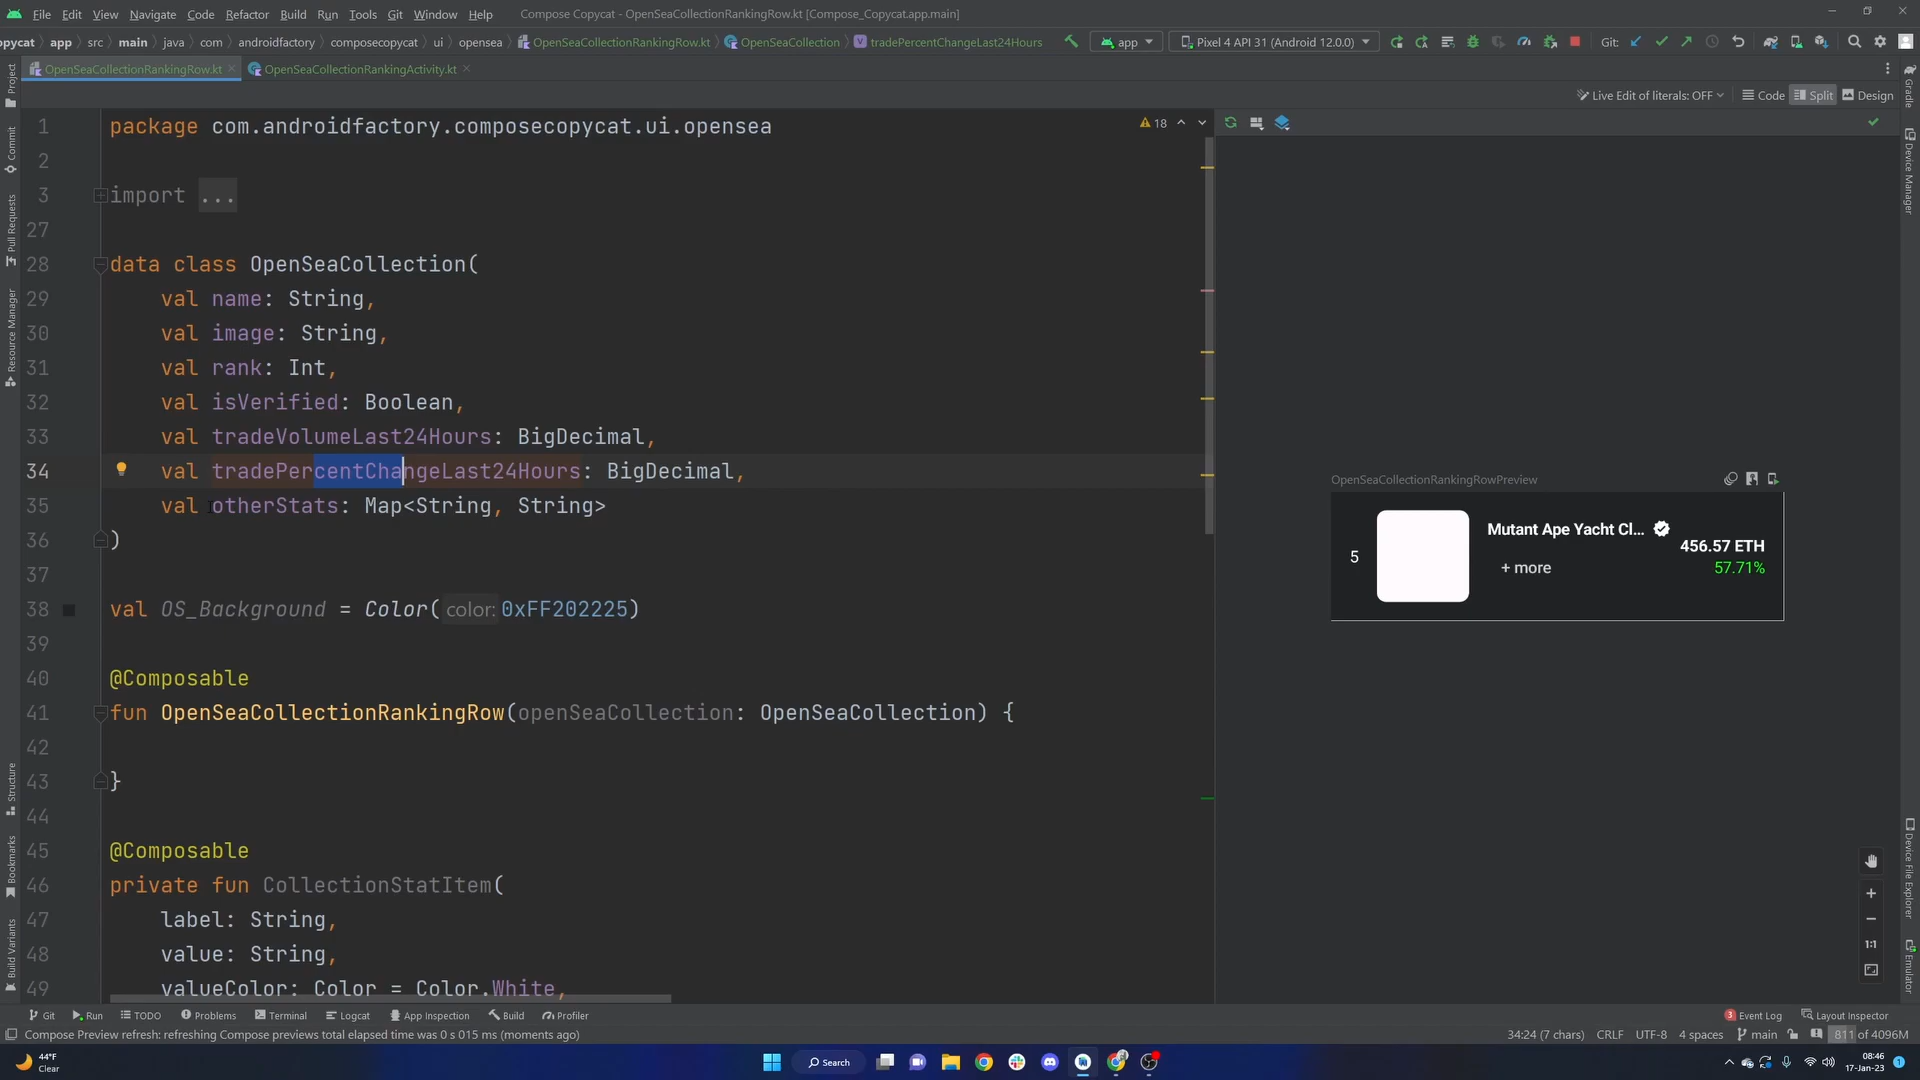 File Edit View Navigate Code Refactor Build Run Tools Git Window Help Compose Copycat - OpenSeaCollectionRankingRow.kt [Compose_Copycat.app.main]
opycat app src main java com androidfactory composecopycat ui opensea OpenSeaCollectionRankingRow.kt OpenSeaCollection tradePercentChangeLast24Hours app Pixel 4 API 31 (Android 12.0.0) Git:
OpenSeaCollectionRankingRow.kt OpenSeaCollectionRankingActivity.kt
Live Edit of literals: OFF Code Split Design
1 package com.androidfactory.composecopycat.ui.opensea
18
2
3 import ...
27
28 data class OpenSeaCollection(
29 val name: String,
30 val image: String,
31 val rank: Int,
32 val isVerified: Boolean,
33 val tradeVolumeLast24Hours: BigDecimal,
34 val tradePercentChangeLast24Hours: BigDecimal,
35 val otherStats: Map<String, String>
36 )
37
38 val OS_Background = Color( color: 0xFF202225)
39
40 @Composable
41 fun OpenSeaCollectionRankingRow(openSeaCollection: OpenSeaCollection) {
42
43 }
44
45 @Composable
46 private fun CollectionStatItem(
47 label: String,
48 value: String,
49 valueColor: Color = Color.White,
OpenSeaCollectionRankingRowPreview
5
Mutant Ape Yacht Cl...
+ more
456.57 ETH
57.71%
1:1
Project
Commit
Pull Requests
Resource Manager
Structure
Bookmarks
Build Variants
Gradle
Device Manager
Device File Explorer
Emulator
Git Run TODO Problems Terminal Logcat App Inspection Build Profiler 3 Event Log Layout Inspector
Compose Preview refresh: refreshing Compose previews total elapsed time was 0 s 015 ms (moments ago) 34:24 (7 chars) CRLF UTF-8 4 spaces main 811 of 4096M
44°F
Clear
Search
08:46
17-Jan-23
1